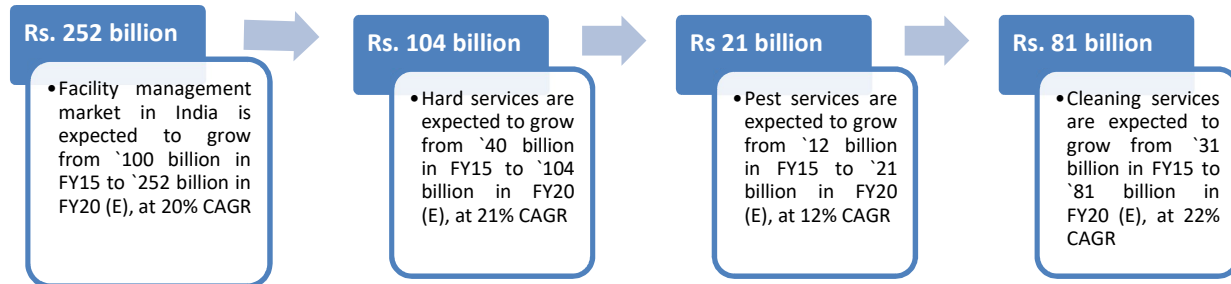 Rs. 252 billion
•Facility management
market in India is
expected to grow
from `100 billion in
FY15 to `252 billion in
FY20 (E), at 20% CAGR
Rs. 104 billion
•Hard services are
expected to grow
from `40 billion
in FY15 to `104
billion in FY20
(E), at 21% CAGR
Rs 21 billion
•Pest services are
expected to grow
from `12 billion
in FY15 to `21
billion in FY20
(E), at 12% CAGR
Rs. 81 billion
•Cleaning services
are expected to
grow from `31
billion in FY15 to
`81 billion in
FY20 (E), at 22%
CAGR